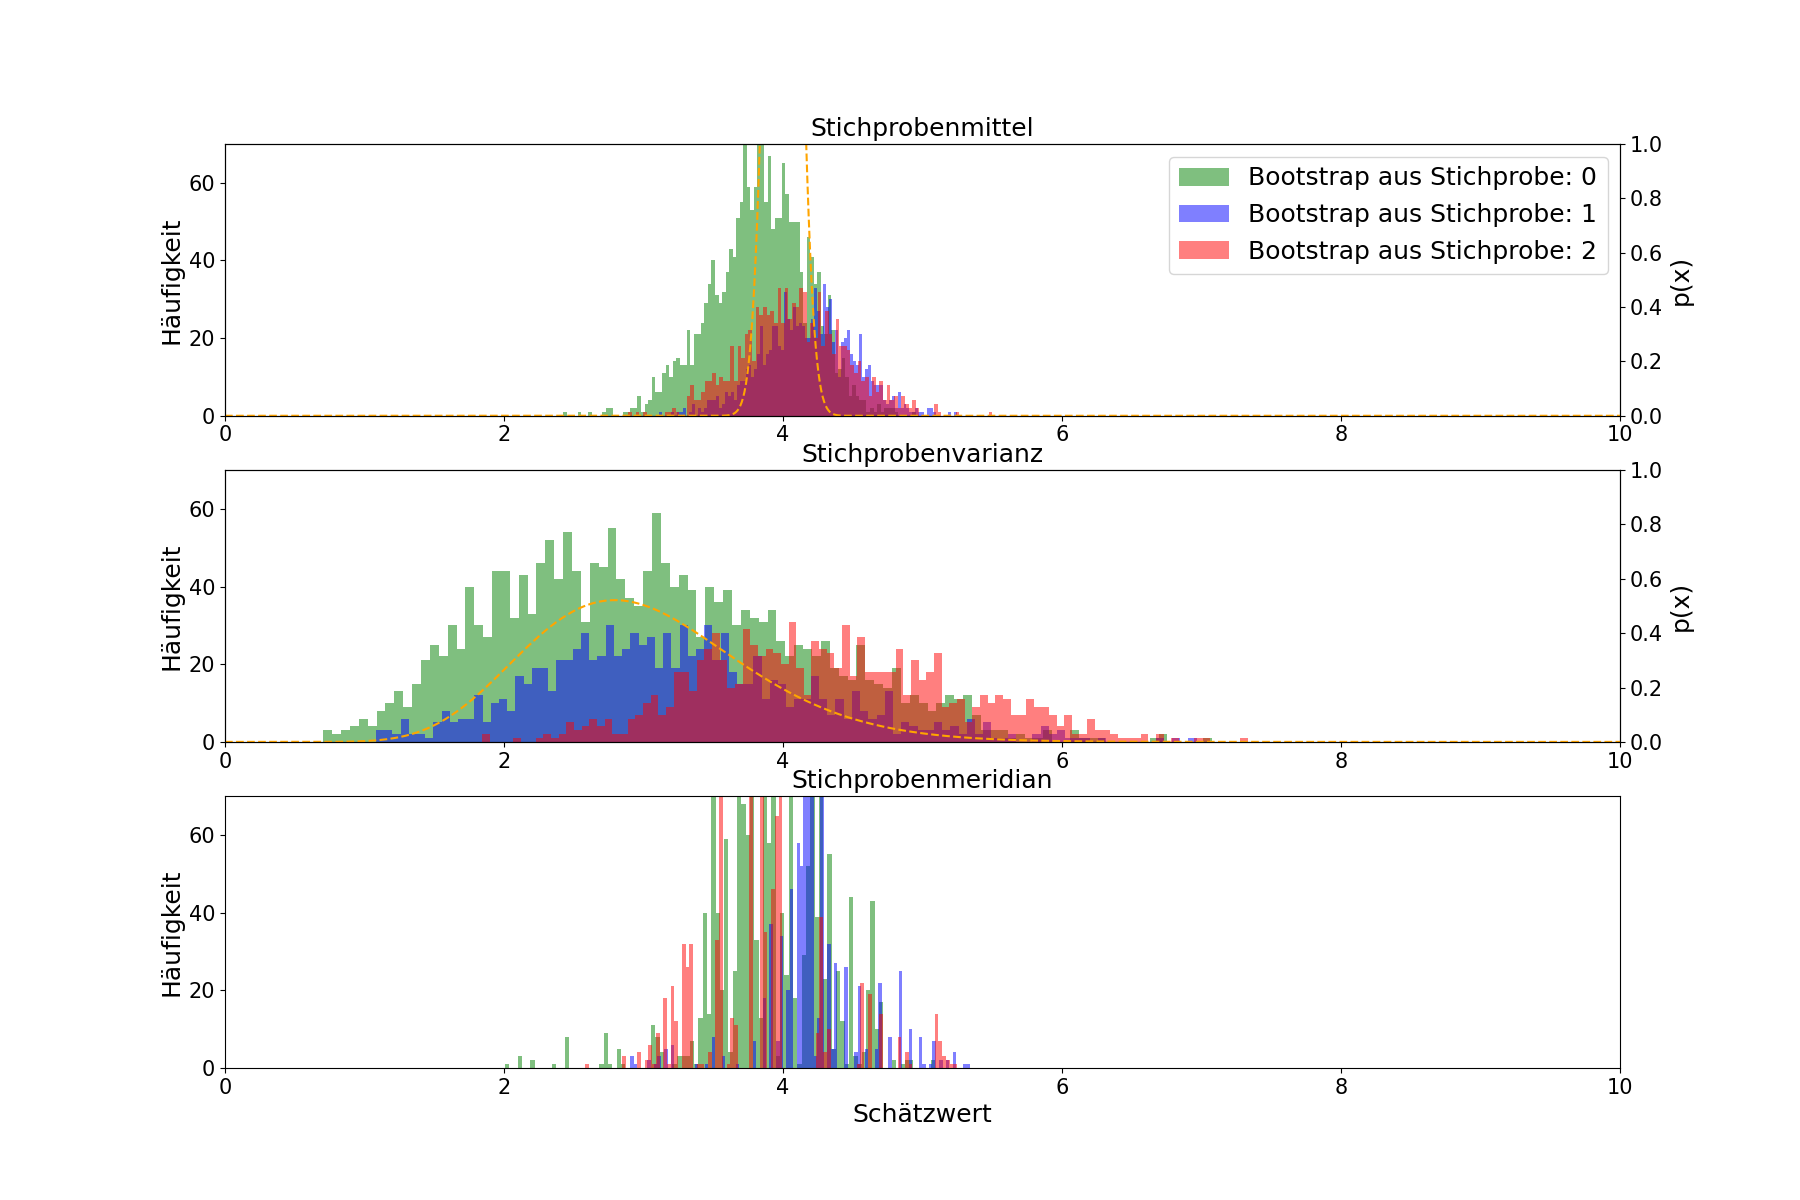 Stichprobenmittel
Häufigkeit
60
40
20
0
0 2 4 6 8 10
1.0
0.8
0.6
0.4
0.2
0.0
p(x)
Bootstrap aus Stichprobe: 0
Bootstrap aus Stichprobe: 1
Bootstrap aus Stichprobe: 2
Stichprobenvarianz
Häufigkeit
60
40
20
0
0 2 4 6 8 10
1.0
0.8
0.6
0.4
0.2
0.0
p(x)
Stichprobenmeridian
Häufigkeit
60
40
20
0
0 2 4 6 8 10
Schätzwert